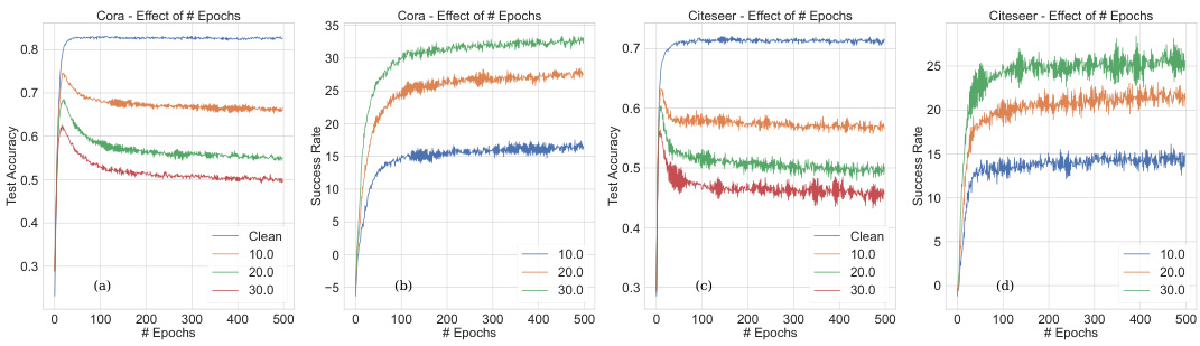 Cora - Effect of # Epochs
Test Accuracy
0.8
0.7
0.6
0.5
0.4
0.3
0 100 200 300 400 500
# Epochs
(a)
Clean
10.0
20.0
30.0
Cora - Effect of # Epochs
Success Rate
35
30
25
20
15
10
5
0
−5
0 100 200 300 400 500
# Epochs
(b)
10.0
20.0
30.0
Citeseer - Effect of # Epochs
Test Accuracy
0.7
0.6
0.5
0.4
0.3
0 100 200 300 400 500
# Epochs
(c)
Clean
10.0
20.0
30.0
Citeseer - Effect of # Epochs
Success Rate
25
20
15
10
5
0
0 100 200 300 400 500
# Epochs
(d)
10.0
20.0
30.0